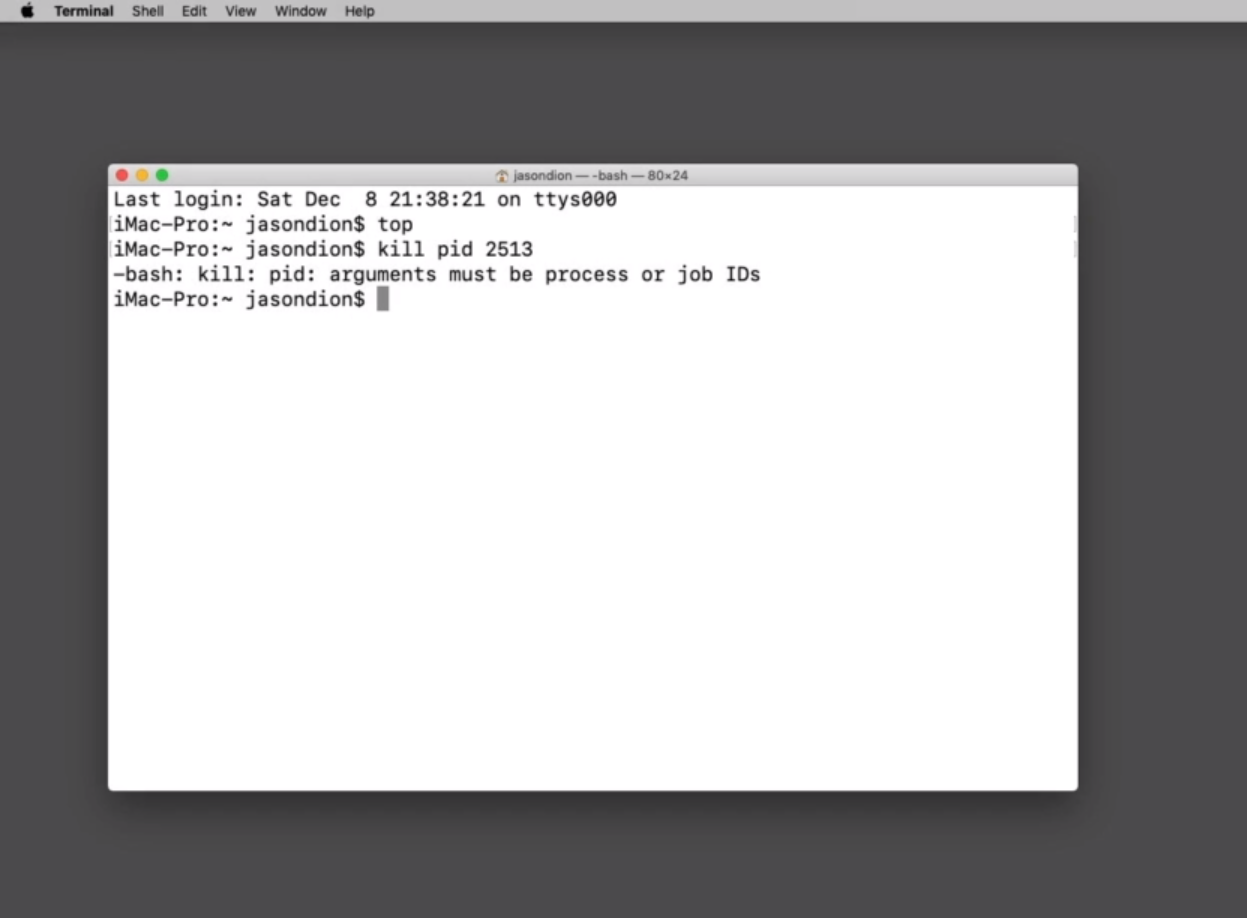 Terminal Shell Edit View Window Help
jasondion — -bash — 80×24
Last login: Sat Dec  8 21:38:21 on ttys000
iMac-Pro:~ jasondion$ top
iMac-Pro:~ jasondion$ kill pid 2513
-bash: kill: pid: arguments must be process or job IDs
iMac-Pro:~ jasondion$